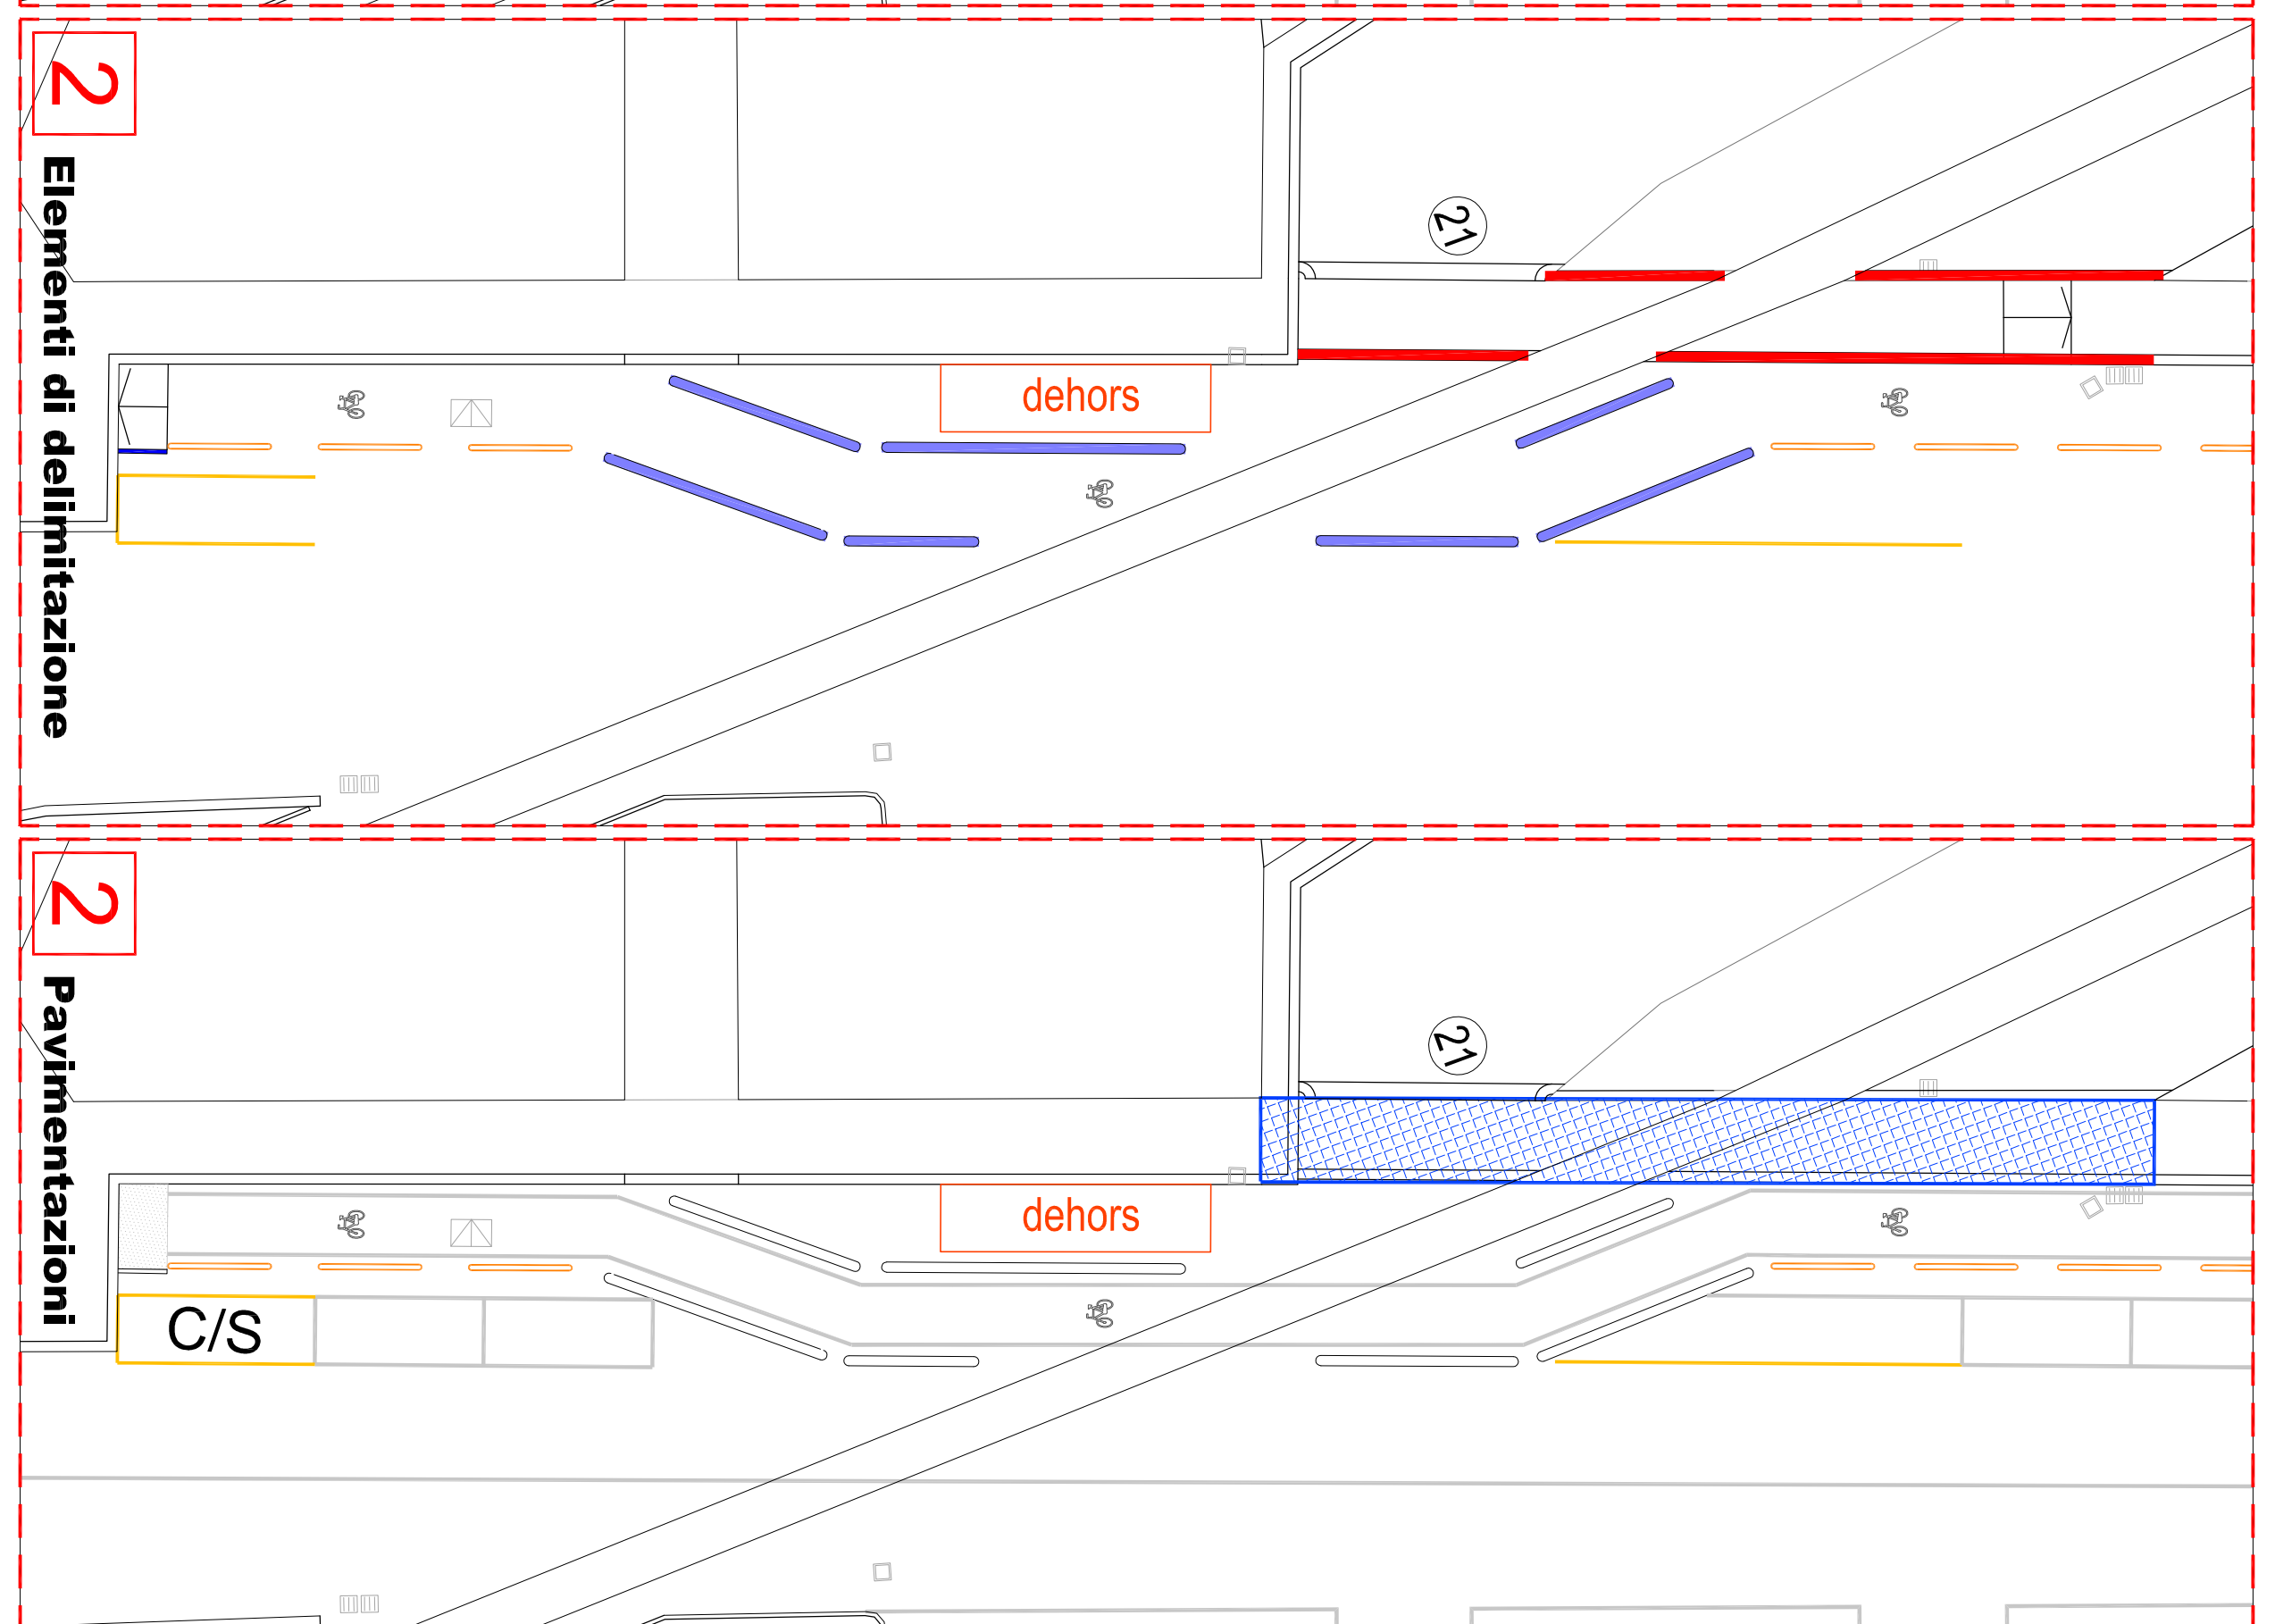 2
Elementi di delimitazione
21
dehors
2
Pavimentazioni
21
dehors
C/S